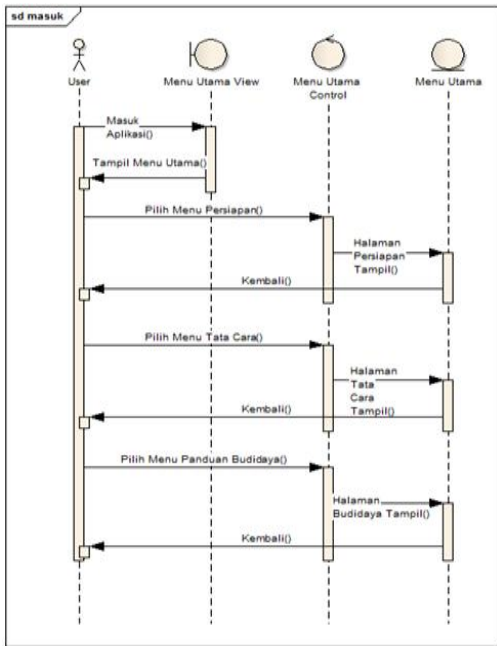 sd masuk
User
Menu Utama View
Menu Utama
Control
Menu Utama
Masuk
Aplikasi()
Tampil Menu Utama()
Pilih Menu Persiapan()
Halaman
Persiapan
Tampil()
Kembali()
Pilih Menu Tata Cara()
Halaman
Tata
Cara
Tampil()
Kembali()
Pilih Menu Panduan Budidaya()
Halaman
Budidaya Tampil()
Kembali()